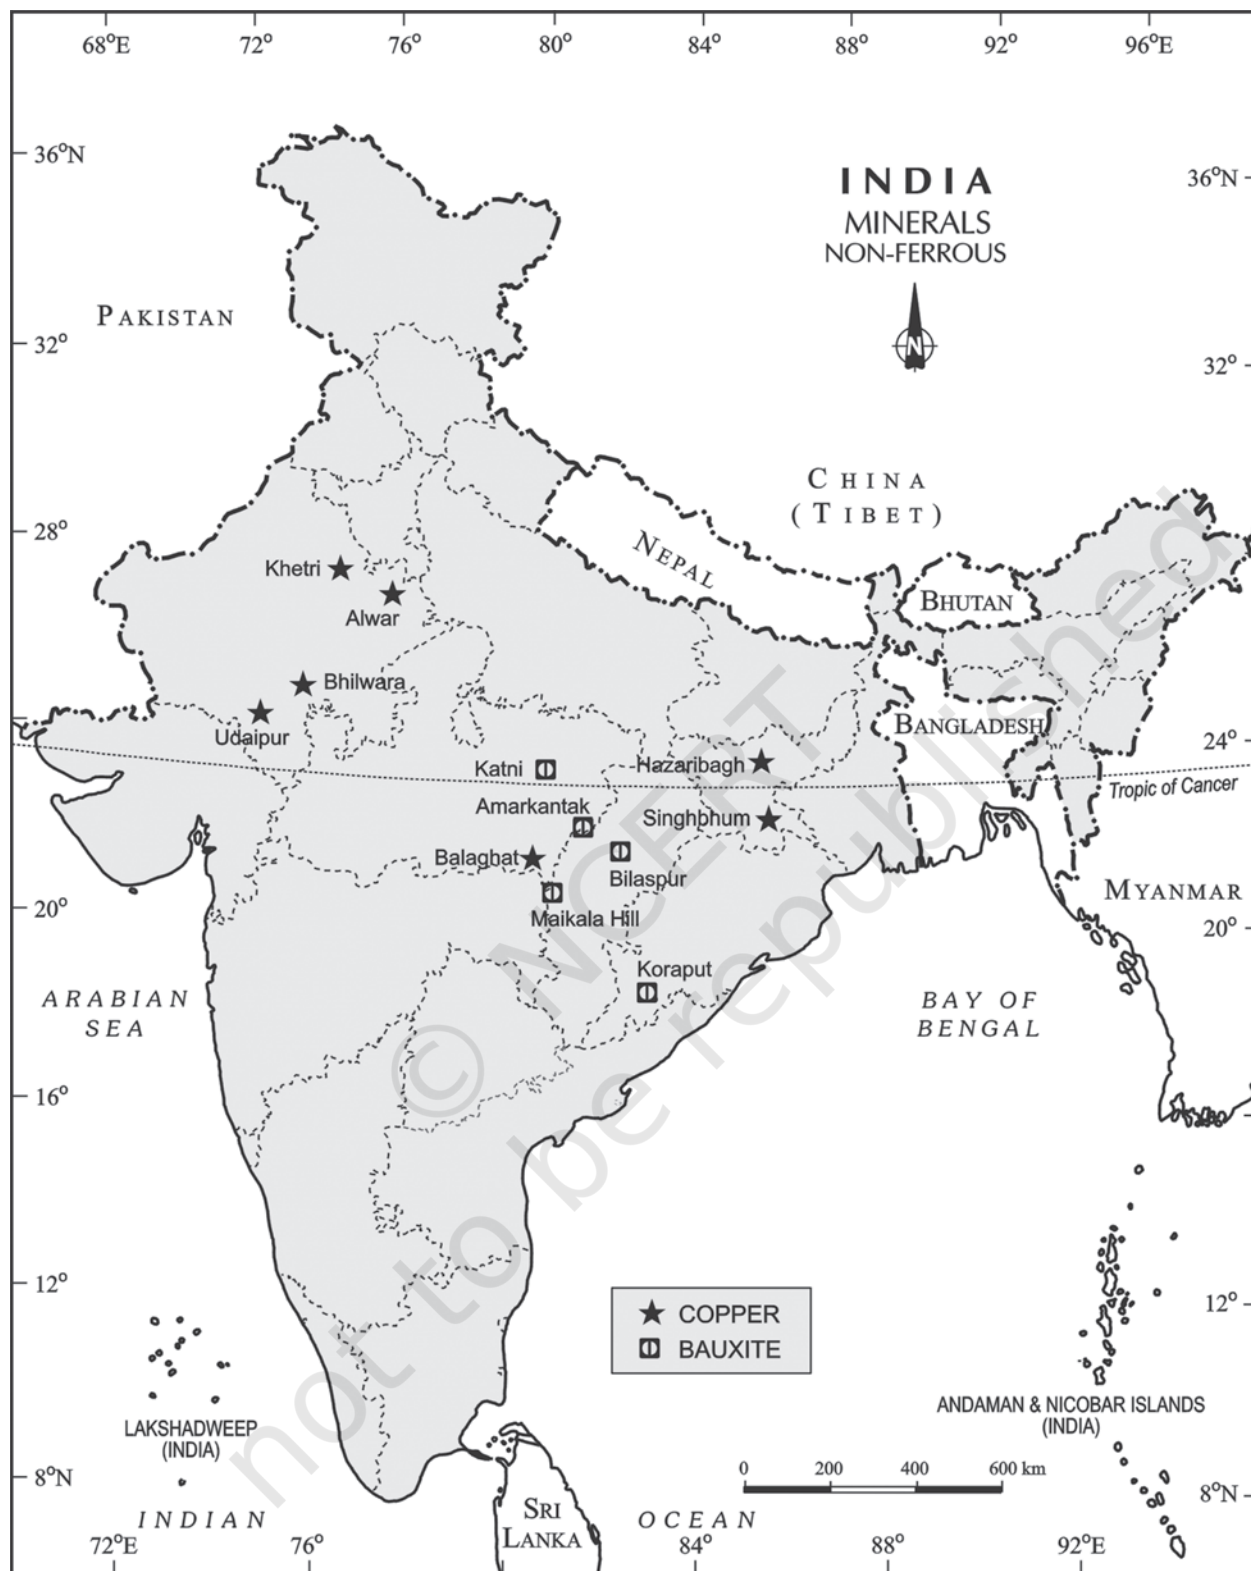 68°E 72° 76° 80° 84° 88° 92° 96°E
36°N
INDIA
MINERALS
NON-FERROUS
36°N
N
PAKISTAN
32°
32°
CHINA
(TIBET)
28°
NEPAL
Khetri
Alwar
BHUTAN
Bhilwara
Udaipur
BANGLADESH
24°
Katni
Hazaribagh
Tropic of Cancer
Amarkantak
Singhbhum
Balaghat
Bilaspur
MYANMAR
20°
Maikala Hill
20°
Koraput
ARABIAN
SEA
BAY OF
BENGAL
16°
© NCERT
not to be republished
12°
12°
COPPER
BAUXITE
LAKSHADWEEP
(INDIA)
ANDAMAN & NICOBAR ISLANDS
(INDIA)
8°N
0 200 400 600 km
8°N
INDIAN
SRI
LANKA
OCEAN
72°E 76° 84° 88° 92°E